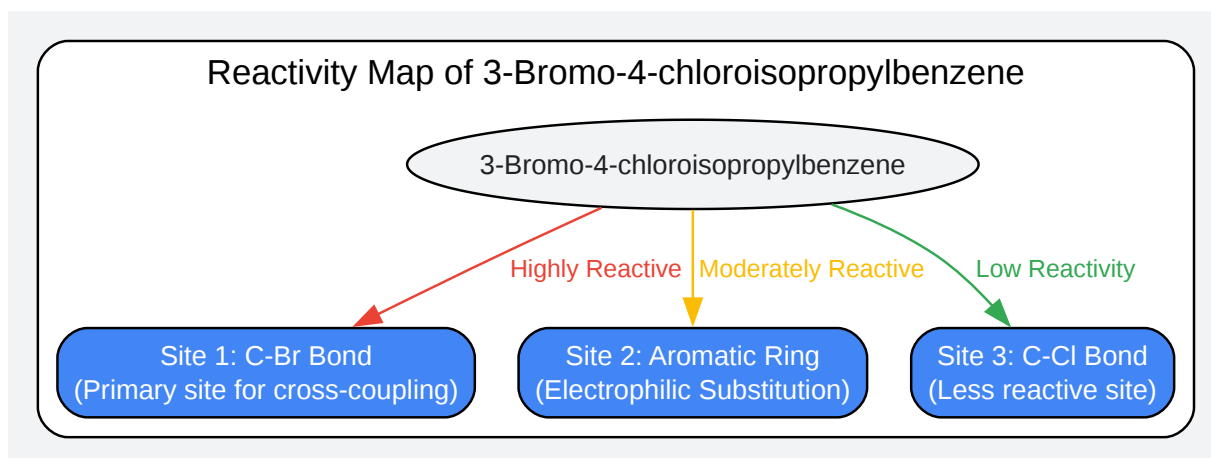 Reactivity Map of 3-Bromo-4-chloroisopropylbenzene
3-Bromo-4-chloroisopropylbenzene
Highly Reactive
Moderately Reactive
Low Reactivity
Site 1: C-Br Bond
(Primary site for cross-coupling)
Site 2: Aromatic Ring
(Electrophilic Substitution)
Site 3: C-Cl Bond
(Less reactive site)